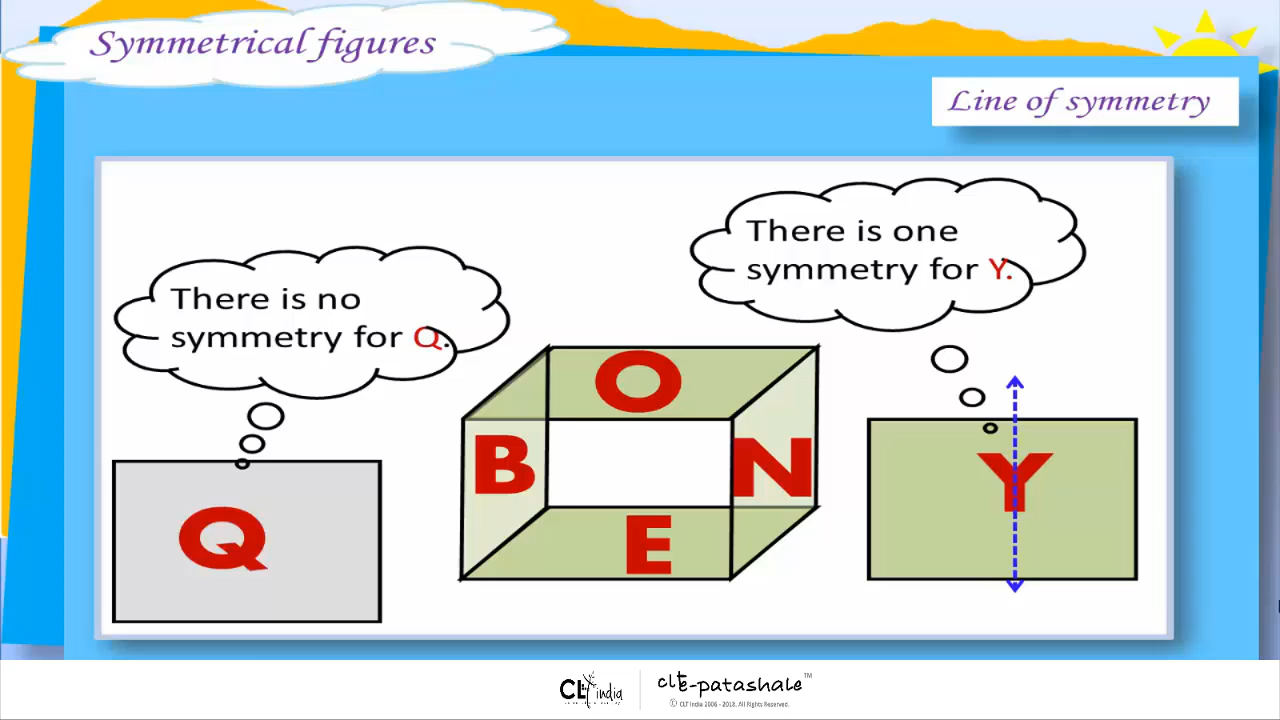 Symmetrical figures
Line of symmetry
There is one
symmetry for Y.
There is no
symmetry for Q.
O
B
N
E
Q
Y
CLT india
clt e-patashale™
© CLT India 2006 - 2018. All Rights Reserved.